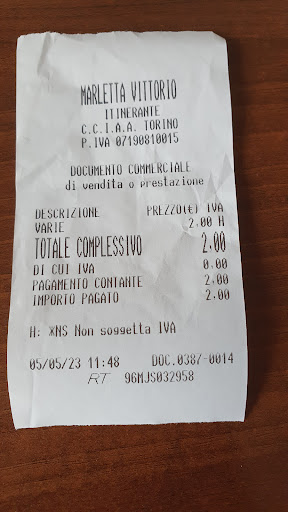 MARLETTA VITTORIO
ITINERANTE
C.C.I.A.A. TORINO
P.IVA 07190810015
DOCUMENTO COMMERCIALE
di vendita o prestazione
DESCRIZIONE PREZZO(€) IVA
VARIE 2.00 H
TOTALE COMPLESSIVO 2.00
DI CUI IVA 0.00
PAGAMENTO CONTANTE 2.00
IMPORTO PAGATO 2.00
H: *NS Non soggetta IVA
05/05/23 11:48 DOC.0387-0014
RT 96MJS032958